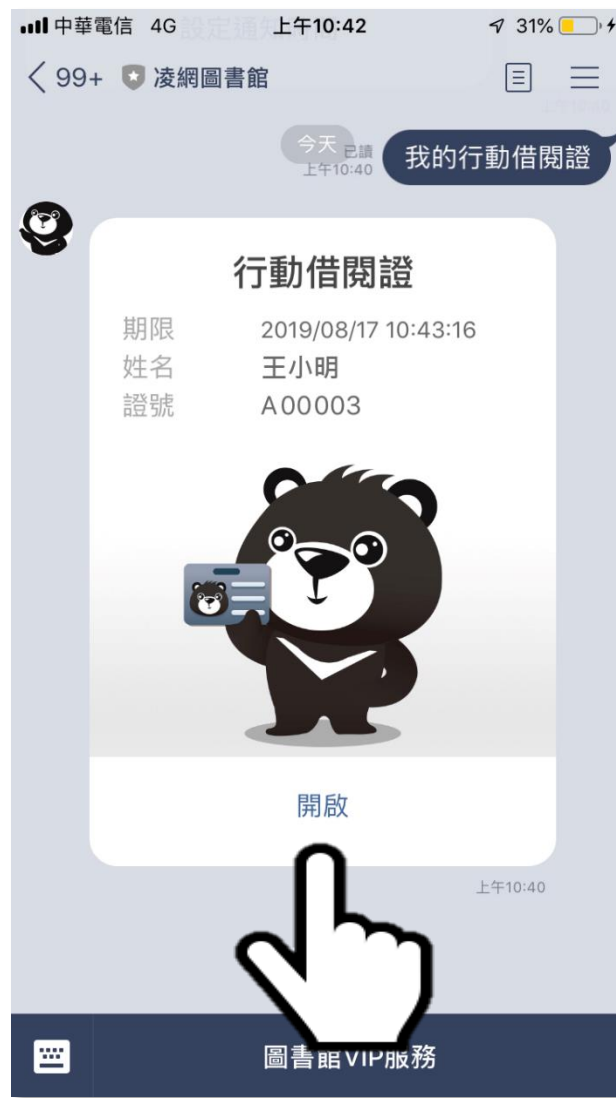 中華電信 4G 上午10:42 31%
99+ 凌網圖書館
今天
已讀
上午10:40
我的行動借閱證
行動借閱證
期限 2019/08/17 10:43:16
姓名 王小明
證號 A00003
開啟
上午10:40
圖書館VIP服務